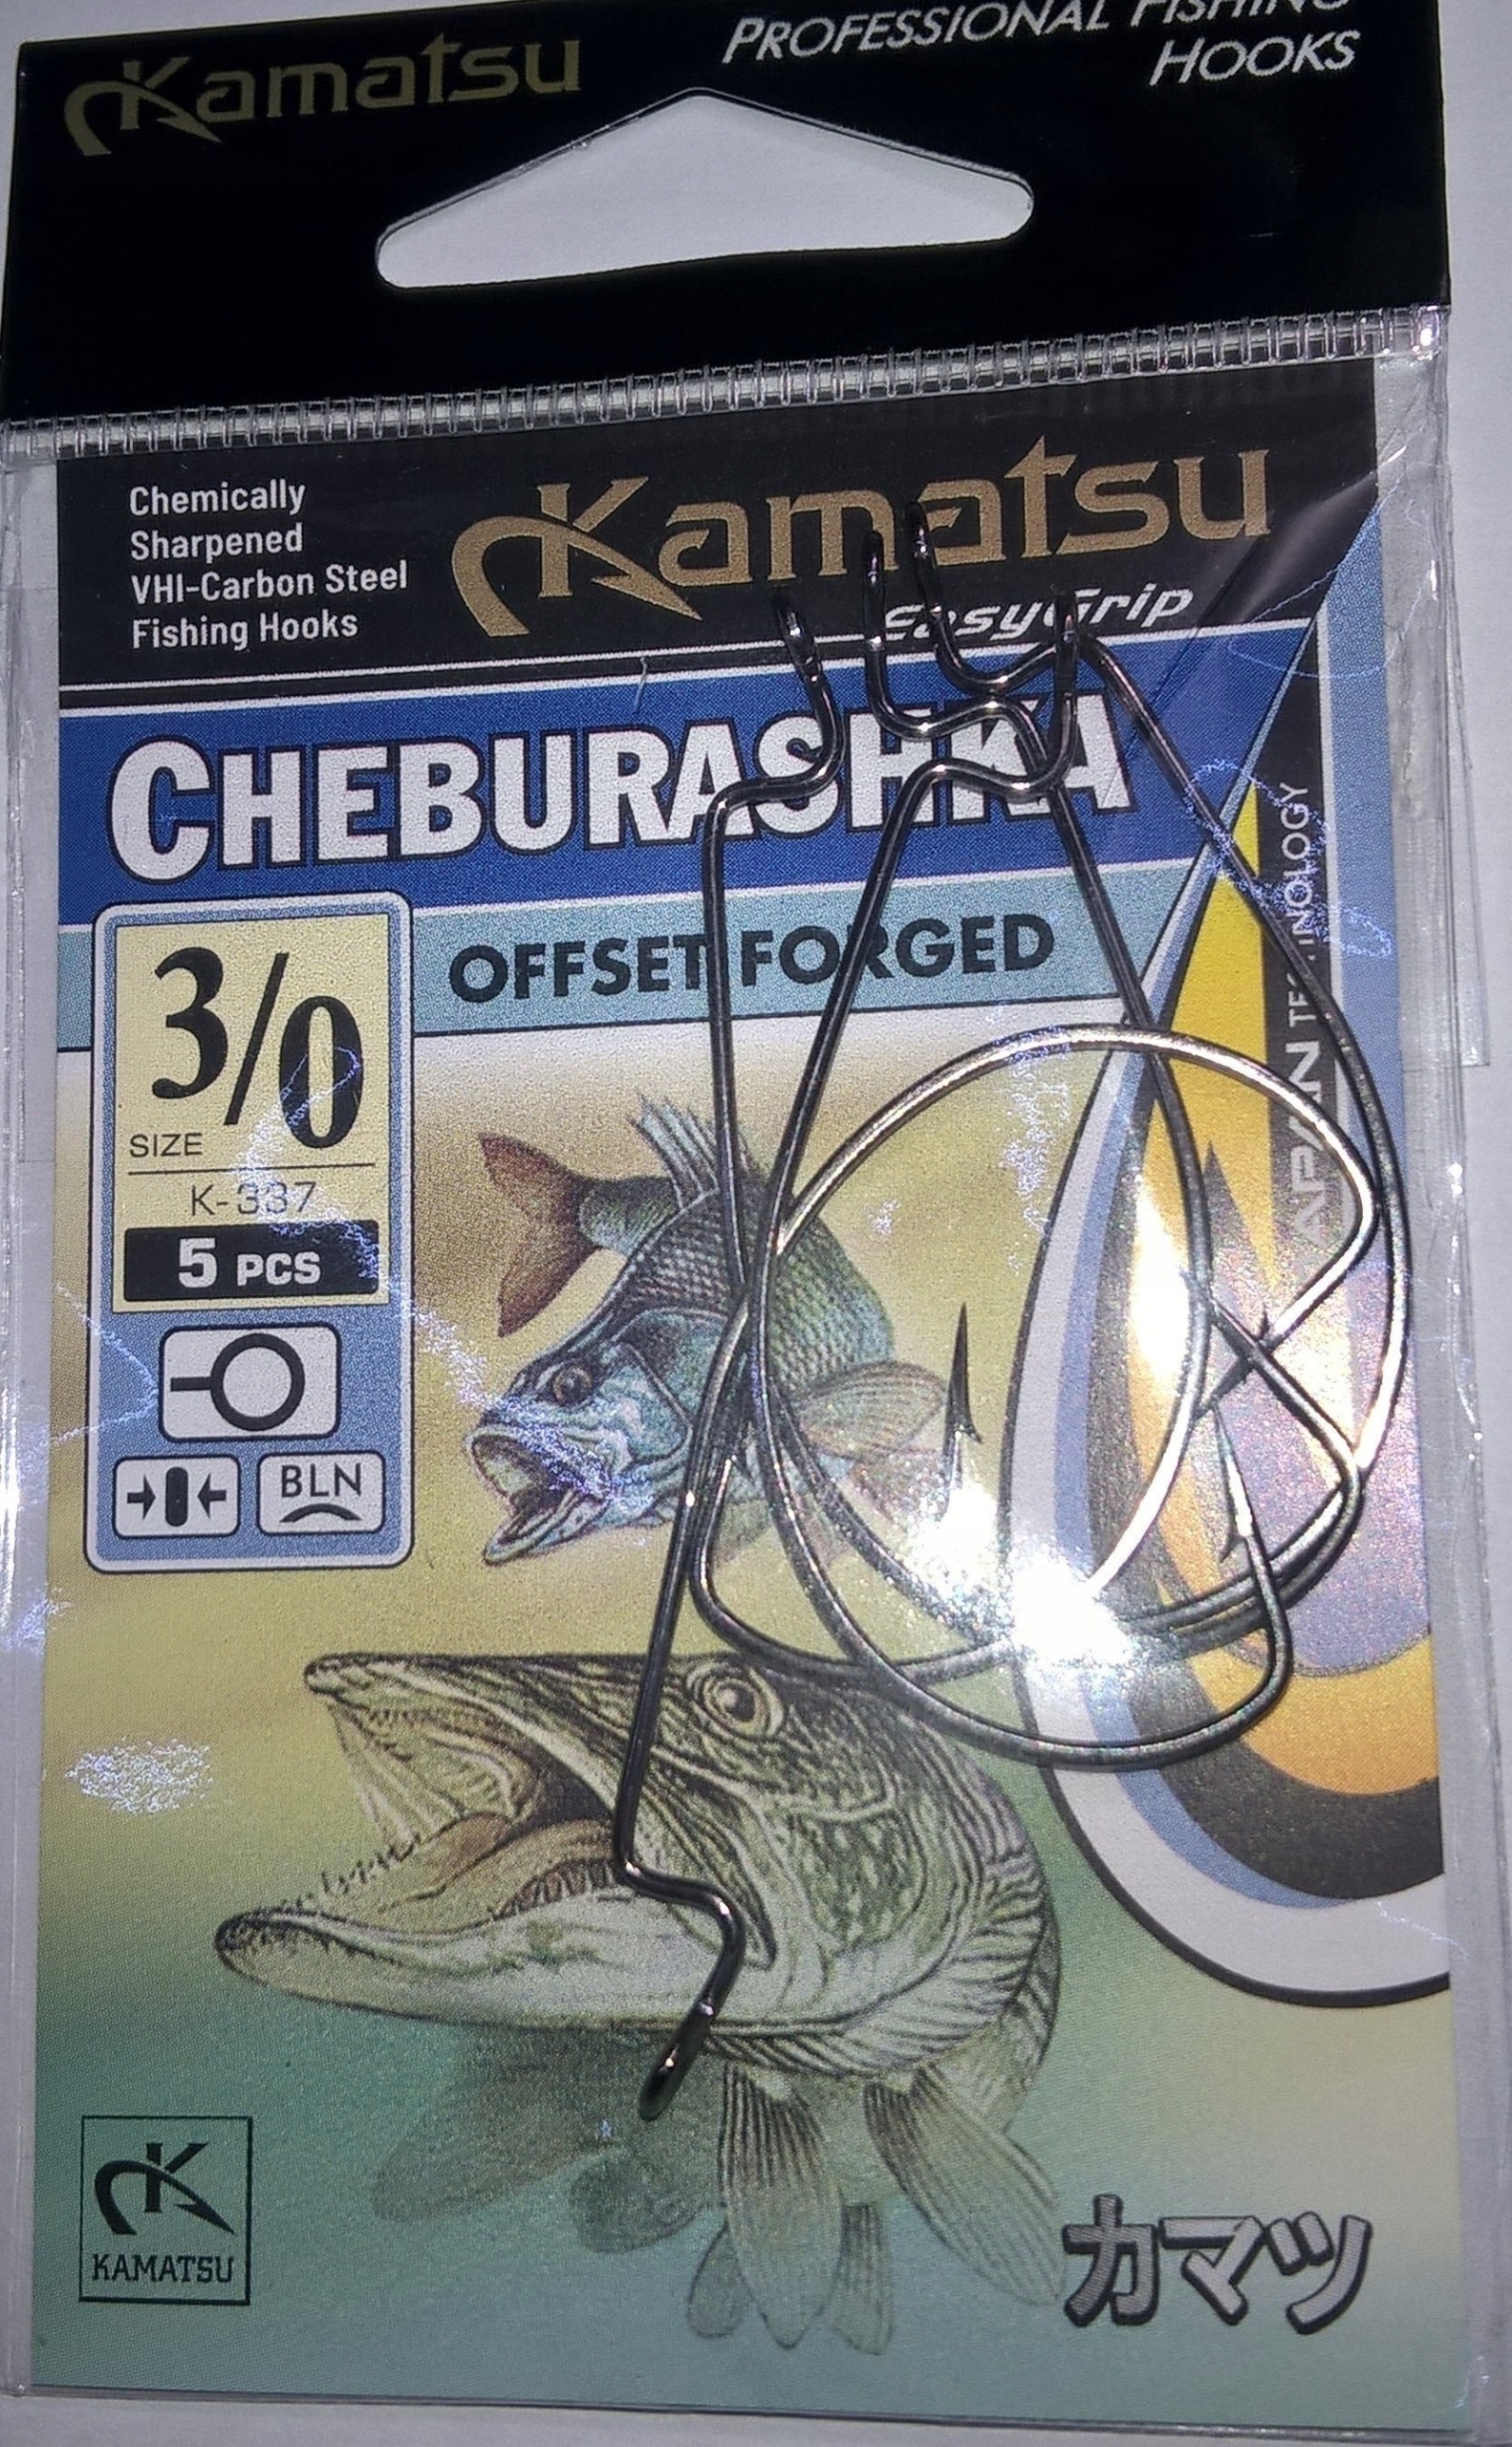 Kamatsu
PROFESSIONAL FISHING
HOOKS
Chemically
Sharpened
VHI-Carbon Steel
Fishing Hooks
Kamatsu
EasyGrip
CHEBURASHKA
OFFSET FORGED
3/0
SIZE
K-337
5 PCS
BLN
JAPAN TECHNOLOGY
K
KAMATSU
カマツ